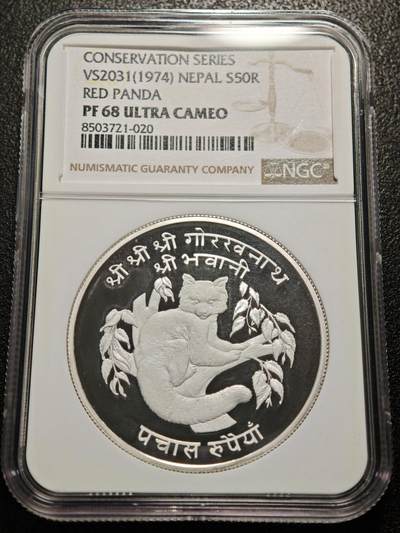 CONSERVATION SERIES
VS2031(1974) NEPAL S50R
RED PANDA
PF 68 ULTRA CAMEO
8503721-020
NUMISMATIC GUARANTY COMPANY
NGC
श्री श्री श्री गोरखनाथ
श्री भवानी
पचास रुपैयाँ